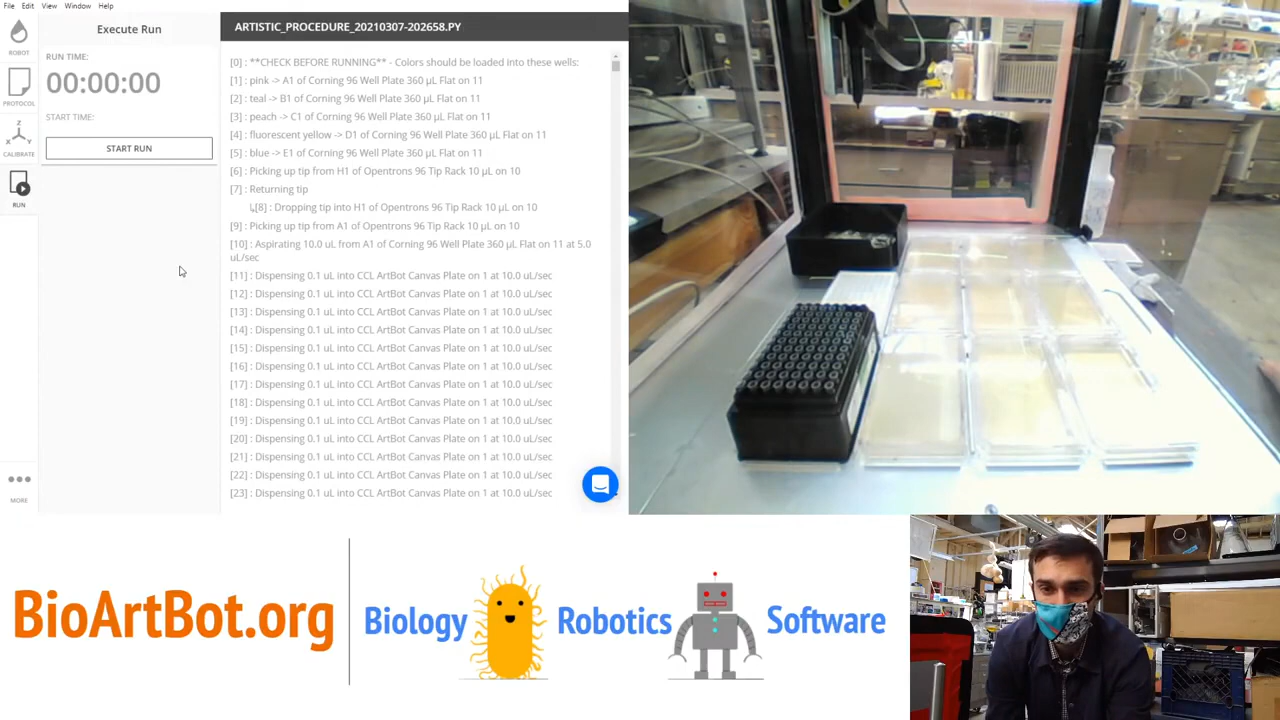 File Edit View Window Help
Execute Run
RUN TIME:
00:00:00
START TIME:
START RUN
ROBOT
PROTOCOL
Z
X Y
CALIBRATE
RUN
MORE
ARTISTIC_PROCEDURE_20210307-202658.PY
[0] : **CHECK BEFORE RUNNING** - Colors should be loaded into these wells:
[1] : pink -> A1 of Corning 96 Well Plate 360 µL Flat on 11
[2] : teal -> B1 of Corning 96 Well Plate 360 µL Flat on 11
[3] : peach -> C1 of Corning 96 Well Plate 360 µL Flat on 11
[4] : fluorescent yellow -> D1 of Corning 96 Well Plate 360 µL Flat on 11
[5] : blue -> E1 of Corning 96 Well Plate 360 µL Flat on 11
[6] : Picking up tip from H1 of Opentrons 96 Tip Rack 10 µL on 10
[7] : Returning tip
↳[8] : Dropping tip into H1 of Opentrons 96 Tip Rack 10 µL on 10
[9] : Picking up tip from A1 of Opentrons 96 Tip Rack 10 µL on 10
[10] : Aspirating 10.0 uL from A1 of Corning 96 Well Plate 360 µL Flat on 11 at 5.0
uL/sec
[11] : Dispensing 0.1 uL into CCL ArtBot Canvas Plate on 1 at 10.0 uL/sec
[12] : Dispensing 0.1 uL into CCL ArtBot Canvas Plate on 1 at 10.0 uL/sec
[13] : Dispensing 0.1 uL into CCL ArtBot Canvas Plate on 1 at 10.0 uL/sec
[14] : Dispensing 0.1 uL into CCL ArtBot Canvas Plate on 1 at 10.0 uL/sec
[15] : Dispensing 0.1 uL into CCL ArtBot Canvas Plate on 1 at 10.0 uL/sec
[16] : Dispensing 0.1 uL into CCL ArtBot Canvas Plate on 1 at 10.0 uL/sec
[17] : Dispensing 0.1 uL into CCL ArtBot Canvas Plate on 1 at 10.0 uL/sec
[18] : Dispensing 0.1 uL into CCL ArtBot Canvas Plate on 1 at 10.0 uL/sec
[19] : Dispensing 0.1 uL into CCL ArtBot Canvas Plate on 1 at 10.0 uL/sec
[20] : Dispensing 0.1 uL into CCL ArtBot Canvas Plate on 1 at 10.0 uL/sec
[21] : Dispensing 0.1 uL into CCL ArtBot Canvas Plate on 1 at 10.0 uL/sec
[22] : Dispensing 0.1 uL into CCL ArtBot Canvas Plate on 1 at 10.0 uL/sec
[23] : Dispensing 0.1 uL into CCL ArtBot Canvas Plate on 1 at 10.0 uL/sec
BioArtBot.org
Biology Robotics Software